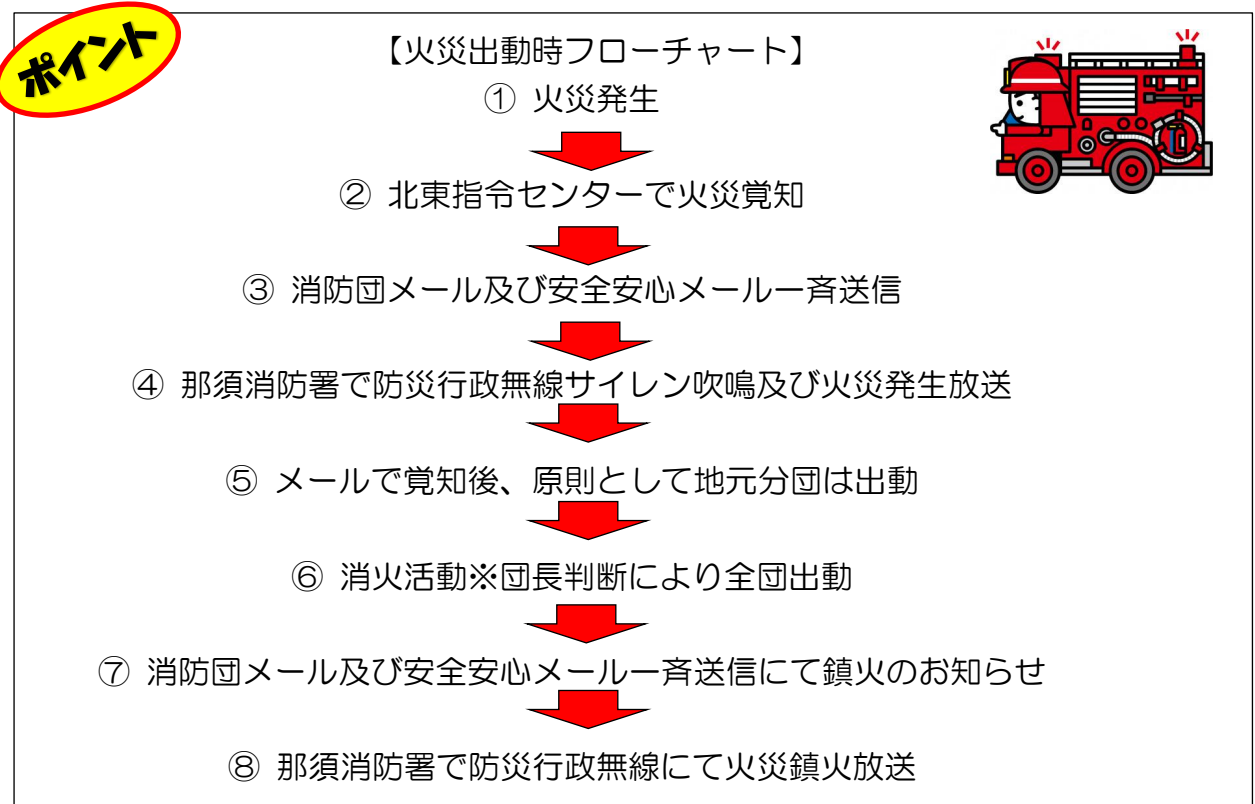 ポイント
【火災出動時フローチャート】
① 火災発生
② 北東指令センターで火災覚知
③ 消防団メール及び安全安心メール一斉送信
④ 那須消防署で防災行政無線サイレン吹鳴及び火災発生放送
⑤ メールで覚知後、原則として地元分団は出動
⑥ 消火活動※団長判断により全団出動
⑦ 消防団メール及び安全安心メール一斉送信にて鎮火のお知らせ
⑧ 那須消防署で防災行政無線にて火災鎮火放送